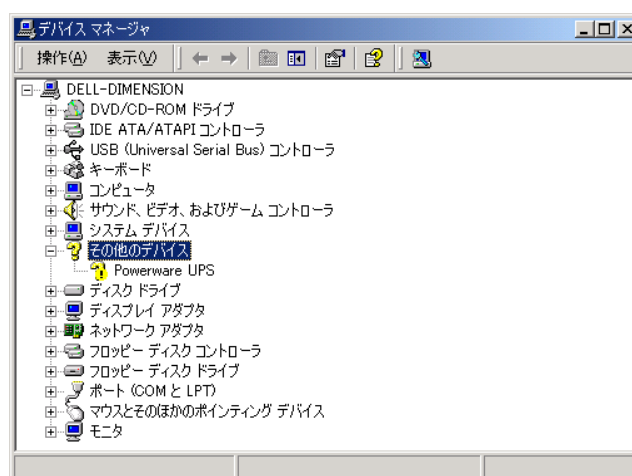 デバイス マネージャ
操作(A) 表示(V)
DELL-DIMENSION
DVD/CD-ROM ドライブ
IDE ATA/ATAPI コントローラ
USB (Universal Serial Bus) コントローラ
キーボード
コンピュータ
サウンド、ビデオ、およびゲーム コントローラ
システム デバイス
その他のデバイス
Powerware UPS
ディスク ドライブ
ディスプレイ アダプタ
ネットワーク アダプタ
フロッピー ディスク コントローラ
フロッピー ディスク ドライブ
ポート (COM と LPT)
マウスとそのほかのポインティング デバイス
モニタ